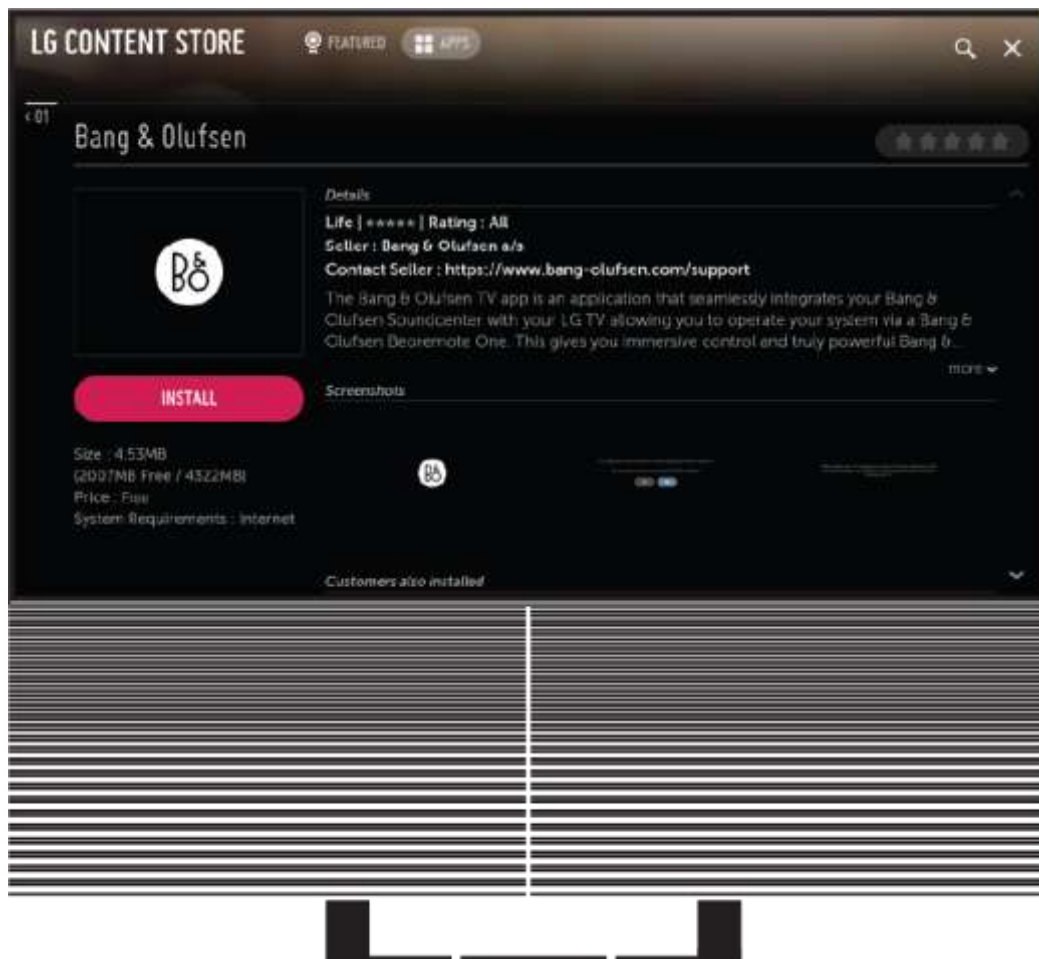 LG CONTENT STORE
FEATURED
APPS
< 01
Bang & Olufsen
Details
Life | ★★★★★ | Rating : All
Seller : Bang & Olufsen a/s
Contact Seller : https://www.bang-olufsen.com/support
The Bang & Olufsen TV app is an application that seamlessly integrates your Bang &
Olufsen Soundcenter with your LG TV allowing you to operate your system via a Bang &
Olufsen Beoremote One. This gives you immersive control and truly powerful Bang &...
more
B&O
INSTALL
Screenshots
Size : 4.53MB
(2007MB Free / 4322MB)
Price : Free
System Requirements : Internet
B&O
Customers also installed